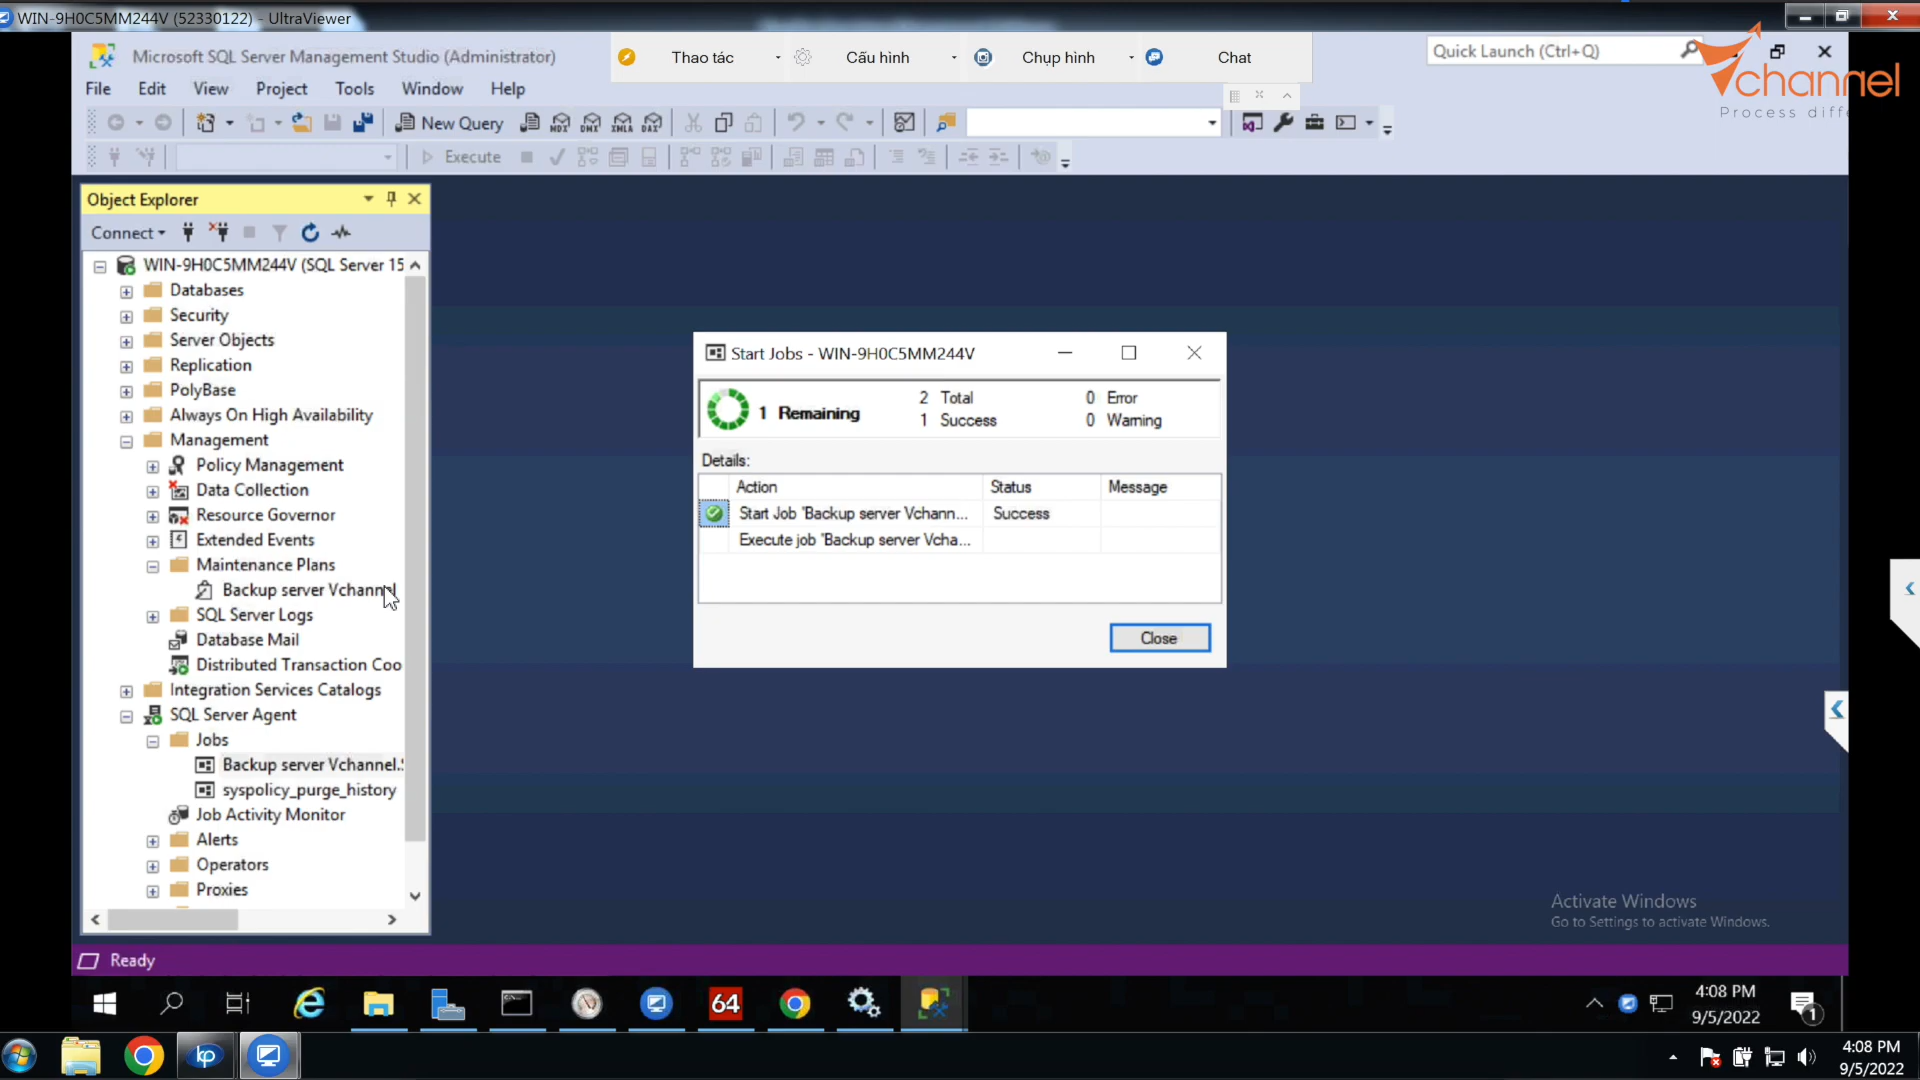 WIN-9H0C5MM244V (52330122) - UltraViewer
Microsoft SQL Server Management Studio (Administrator)
Thao tác
Cấu hình
Chụp hình
Chat
Quick Launch (Ctrl+Q)
channel
Process diffe
File Edit View Project Tools Window Help
New Query
MDX DMX XMLA DAX
Execute
Object Explorer
Connect
WIN-9H0C5MM244V (SQL Server 15
Databases
Security
Server Objects
Replication
PolyBase
Always On High Availability
Management
Policy Management
Data Collection
Resource Governor
Extended Events
Maintenance Plans
Backup server Vchannel
SQL Server Logs
Database Mail
Distributed Transaction Coo
Integration Services Catalogs
SQL Server Agent
Jobs
Backup server Vchannel.S
syspolicy_purge_history
Job Activity Monitor
Alerts
Operators
Proxies
Start Jobs - WIN-9H0C5MM244V
1 Remaining
2 Total
0 Error
1 Success
0 Warning
Details:
Action Status Message
Start Job 'Backup server Vchann... Success
Execute job 'Backup server Vcha...
Close
Activate Windows
Go to Settings to activate Windows.
Ready
64
4:08 PM
9/5/2022
1
kp
4:08 PM
9/5/2022